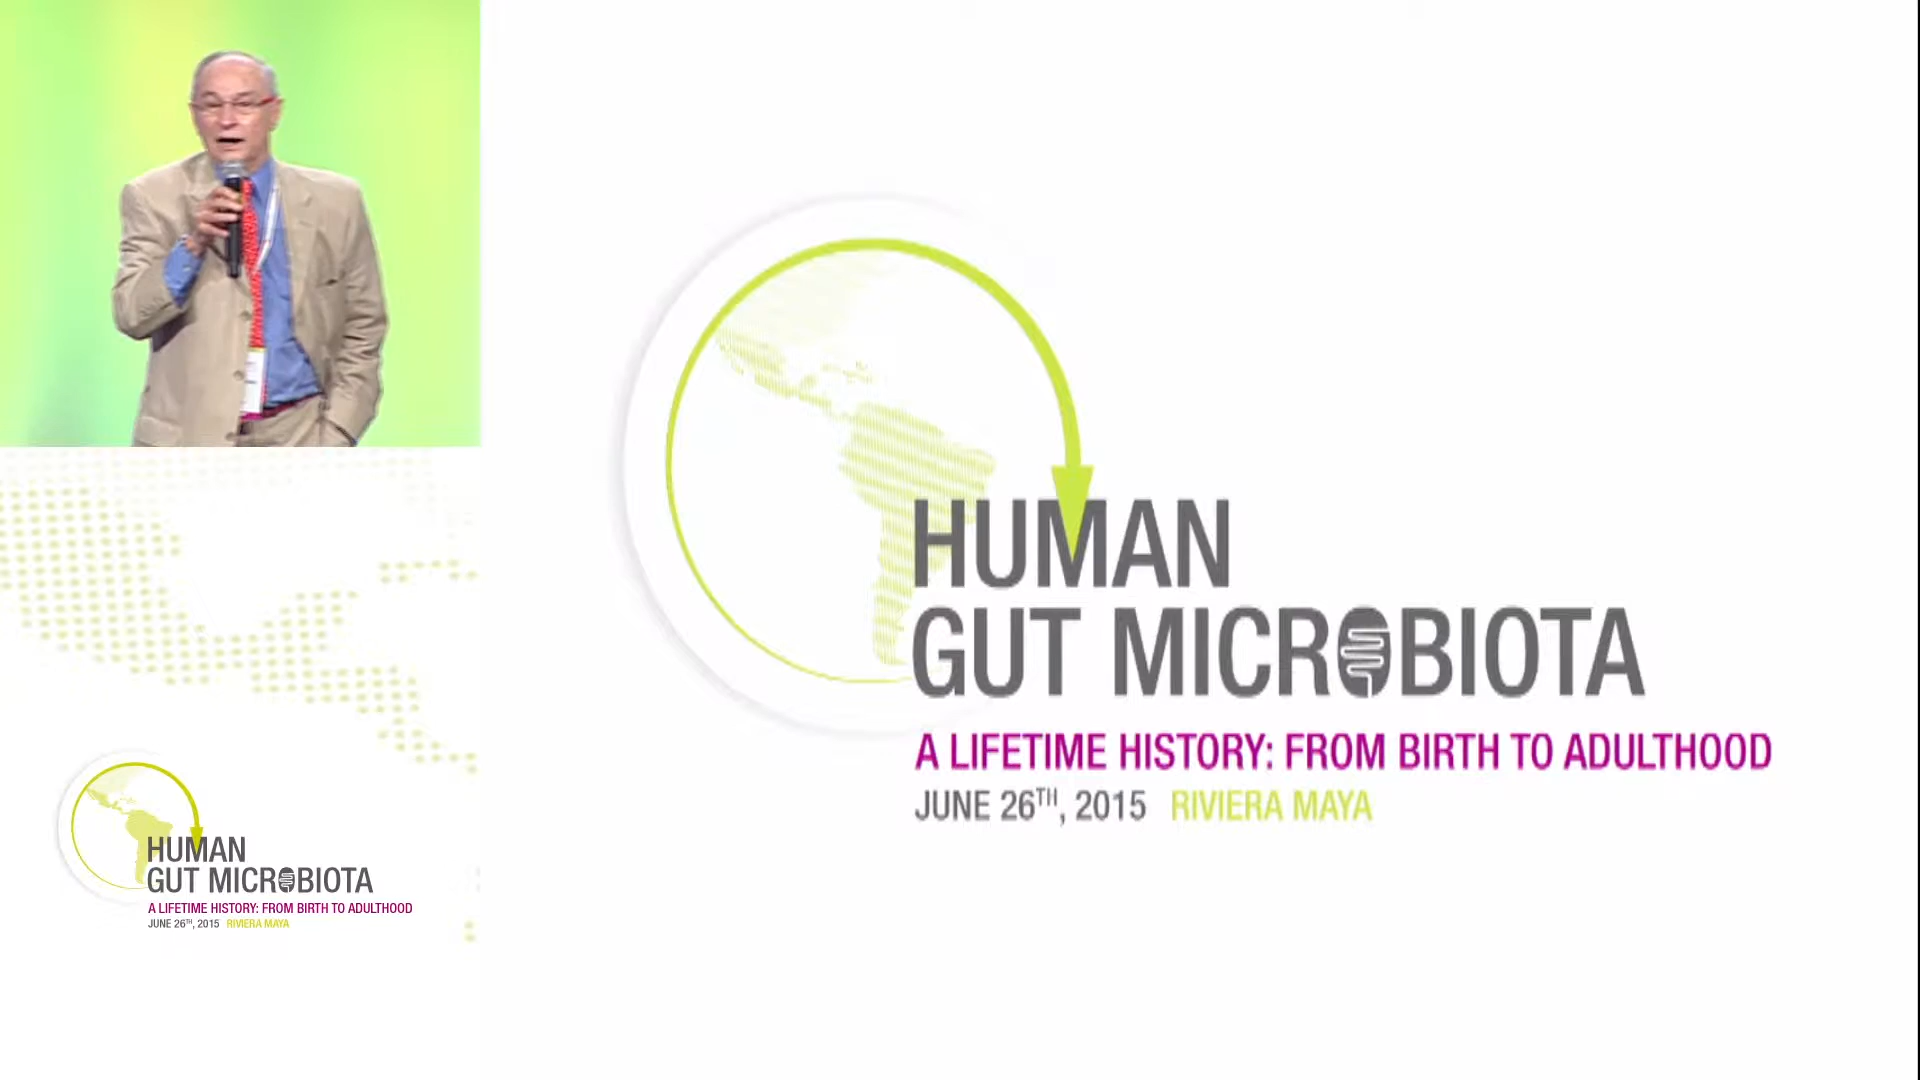 HUMAN
GUT MICROBIOTA
A LIFETIME HISTORY: FROM BIRTH TO ADULTHOOD
JUNE 26TH, 2015 RIVIERA MAYA
HUMAN
GUT MICROBIOTA
A LIFETIME HISTORY: FROM BIRTH TO ADULTHOOD
JUNE 26TH, 2015 RIVIERA MAYA